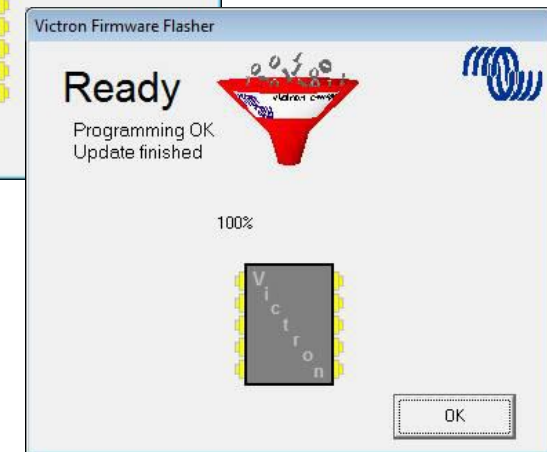 Victron Firmware Flasher
Ready
Programming OK
Update finished
100%
Victron
OK